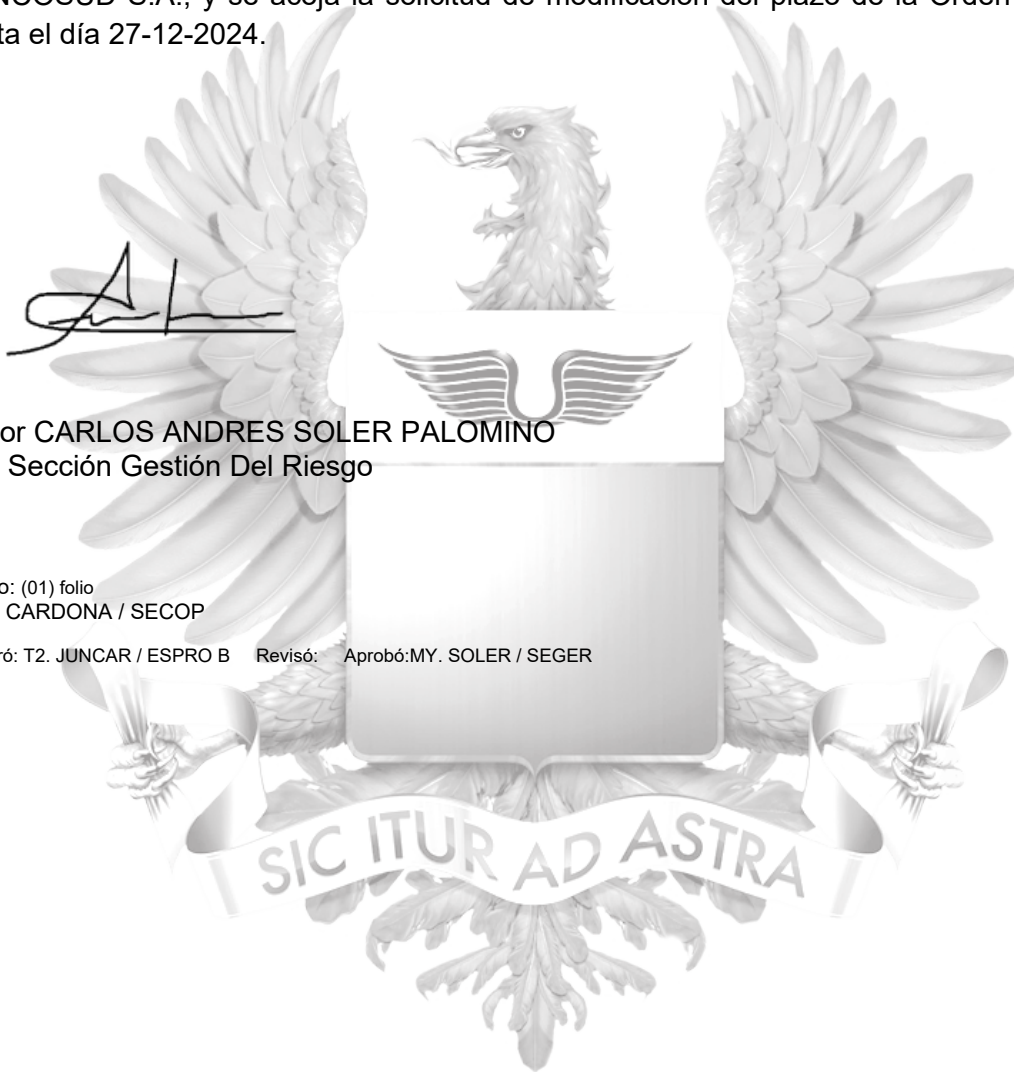 NCOSUD S.A., y se acoja la solicitud de modificación del plazo de la Orden
ta el día 27-12-2024.
or CARLOS ANDRES SOLER PALOMINO
Sección Gestión Del Riesgo
o: (01) folio
CARDONA / SECOP
ró: T2. JUNCAR / ESPRO B Revisó: Aprobó:MY. SOLER / SEGER
SIC ITUR AD ASTRA